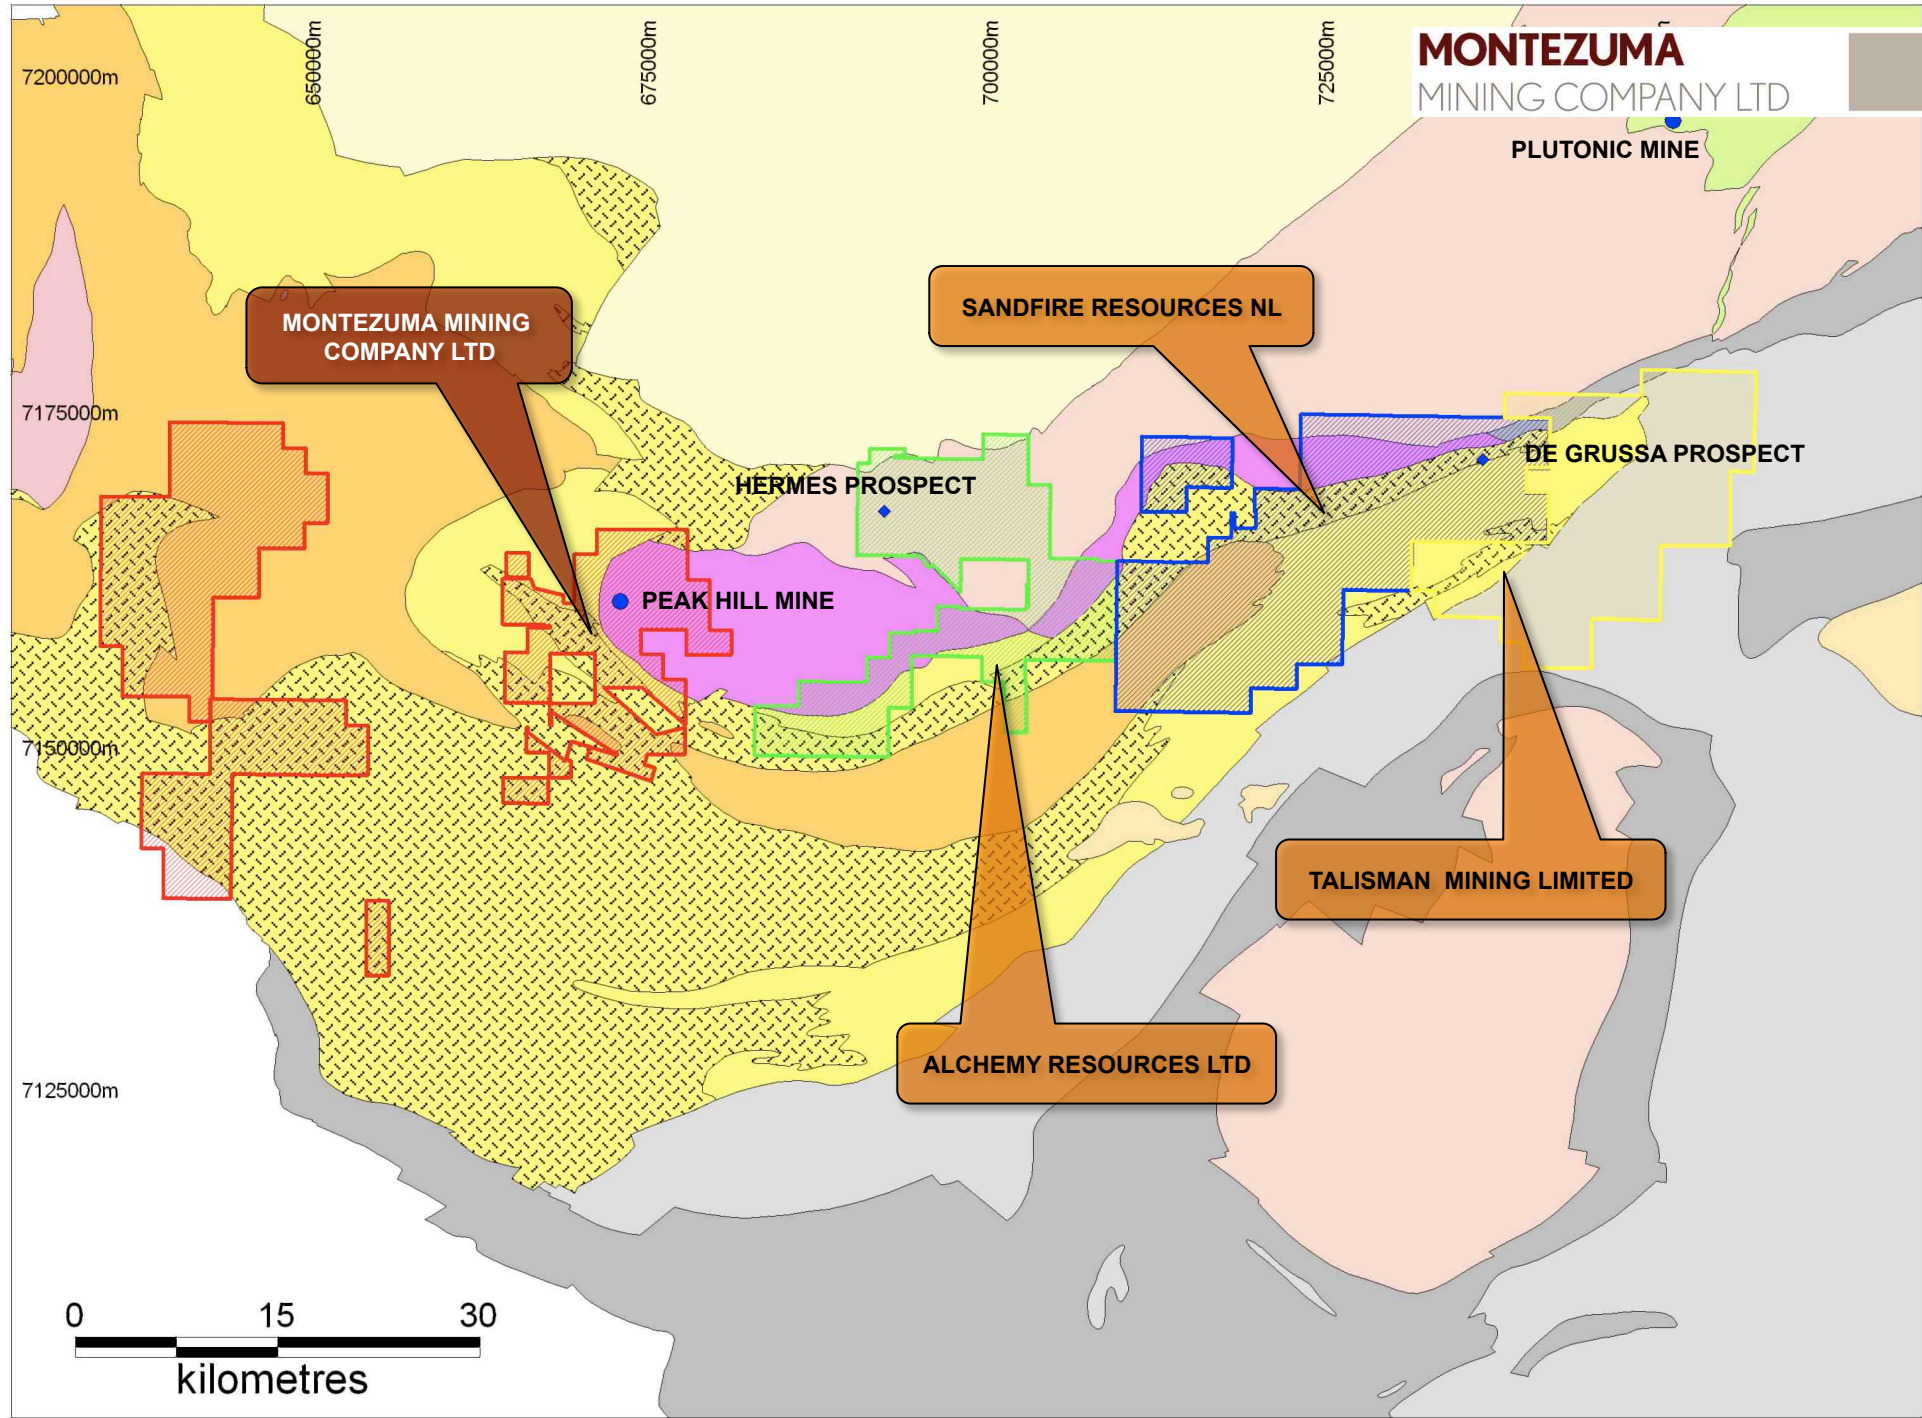 650000m
675000m
700000m
725000m
MONTEZUMA
MINING COMPANY LTD
7200000m
PLUTONIC MINE
SANDFIRE RESOURCES NL
MONTEZUMA MINING
COMPANY LTD
7175000m
DE GRUSSA PROSPECT
HERMES PROSPECT
PEAK HILL MINE
7150000m
TALISMAN MINING LIMITED
ALCHEMY RESOURCES LTD
7125000m
0 15 30
kilometres